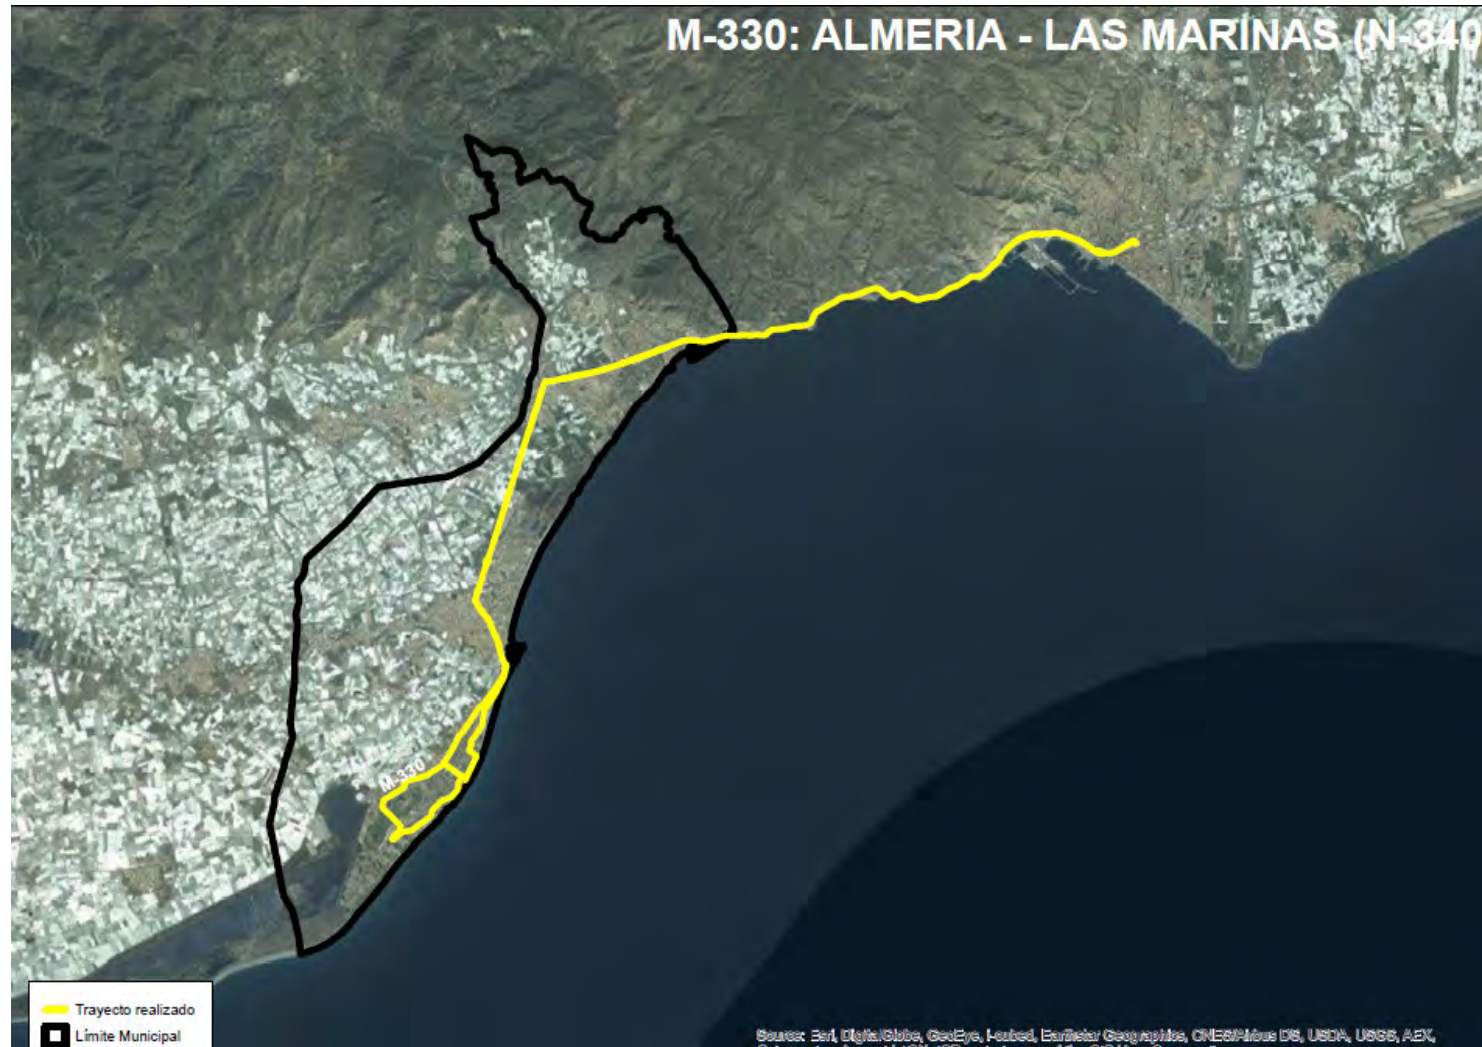 M-330: ALMERIA - LAS MARINAS (N-340
M-330
Trayecto realizado
Límite Municipal
Source: Esri, DigitalGlobe, GeoEye, i-cubed, Earthstar Geographics, CNES/Airbus DS, USDA, USGS, AEX,